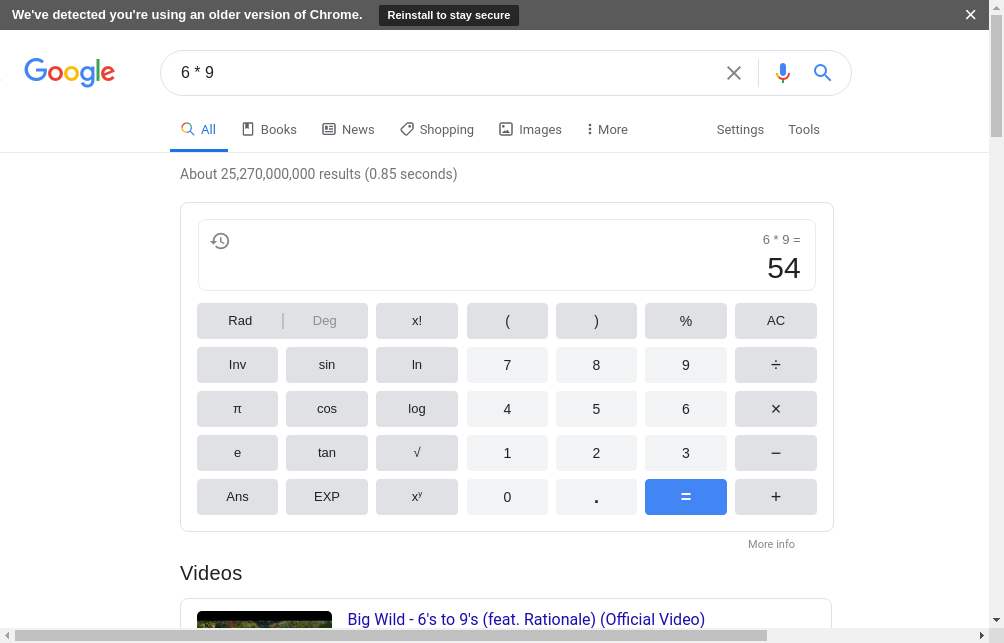 We've detected you're using an older version of Chrome. Reinstall to stay secure
Google 6 * 9
All Books News Shopping Images More Settings Tools
About 25,270,000,000 results (0.85 seconds)
6 * 9 =
54
Rad Deg x! ( ) % AC
Inv sin ln 7 8 9 ÷
π cos log 4 5 6 ×
e tan √ 1 2 3 −
Ans EXP xʸ 0 . = +
More info
Videos
Big Wild - 6's to 9's (feat. Rationale) (Official Video)